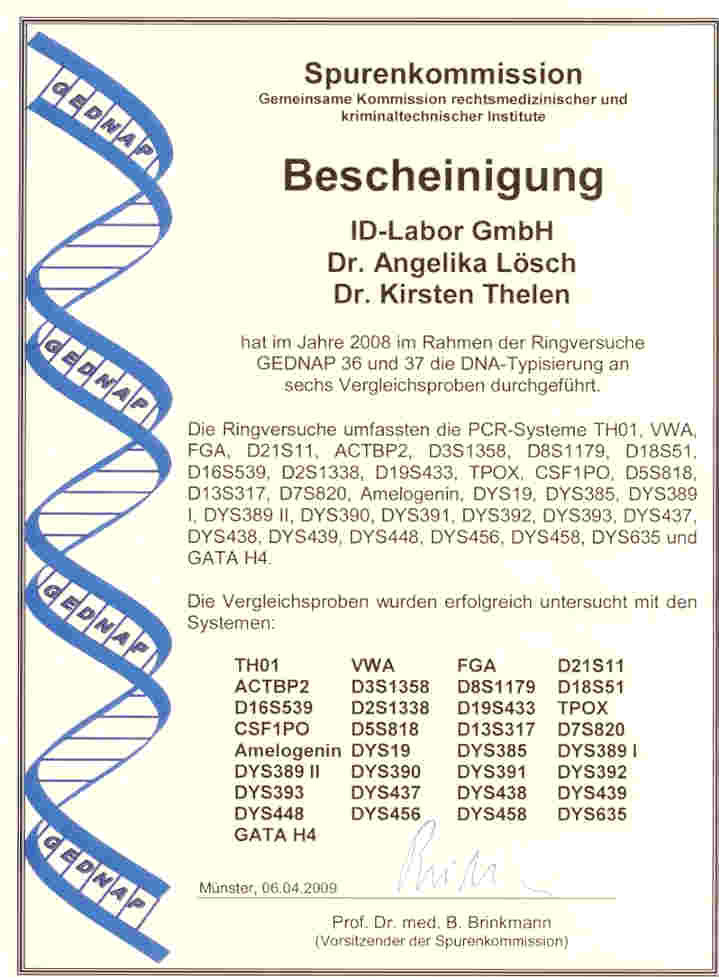 GEDNAP
GEDNAP
GEDNAP
GEDNAP
Spurenkommission
Gemeinsame Kommission rechtsmedizinischer und
kriminaltechnischer Institute
Bescheinigung
ID-Labor GmbH
Dr. Angelika Lösch
Dr. Kirsten Thelen
hat im Jahre 2008 im Rahmen der Ringversuche
GEDNAP 36 und 37 die DNA-Typisierung an
sechs Vergleichsproben durchgeführt.
Die Ringversuche umfassten die PCR-Systeme TH01, VWA,
FGA, D21S11, ACTBP2, D3S1358, D8S1179, D18S51,
D16S539, D2S1338, D19S433, TPOX, CSF1PO, D5S818,
D13S317, D7S820, Amelogenin, DYS19, DYS385, DYS389
I, DYS389 II, DYS390, DYS391, DYS392, DYS393, DYS437,
DYS438, DYS439, DYS448, DYS456, DYS458, DYS635 und
GATA H4.
Die Vergleichsproben wurden erfolgreich untersucht mit den
Systemen:
TH01 VWA FGA D21S11
ACTBP2 D3S1358 D8S1179 D18S51
D16S539 D2S1338 D19S433 TPOX
CSF1PO D5S818 D13S317 D7S820
Amelogenin DYS19 DYS385 DYS389 I
DYS389 II DYS390 DYS391 DYS392
DYS393 DYS437 DYS438 DYS439
DYS448 DYS456 DYS458 DYS635
GATA H4
Münster, 06.04.2009
Prof. Dr. med. B. Brinkmann
(Vorsitzender der Spurenkommission)